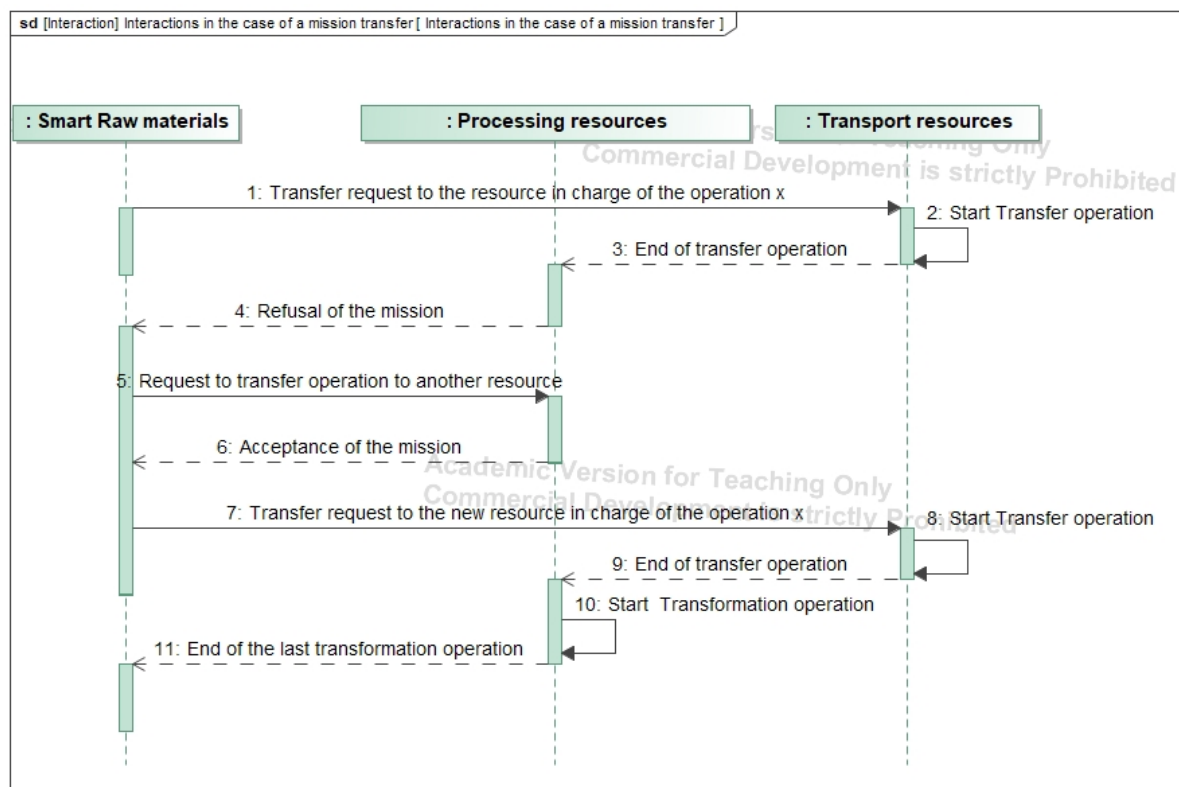 sd [Interaction] Interactions in the case of a mission transfer [ Interactions in the case of a mission transfer ]
: Smart Raw materials
: Processing resources
: Transport resources
Commercial Development is strictly Prohibited
1: Transfer request to the resource in charge of the operation x
2: Start Transfer operation
3: End of transfer operation
4: Refusal of the mission
5: Request to transfer operation to another resource
6: Acceptance of the mission
Academic Version for Teaching Only
Commercial Development is strictly Prohibited
7: Transfer request to the new resource in charge of the operation x
8: Start Transfer operation
9: End of transfer operation
10: Start Transformation operation
11: End of the last transformation operation